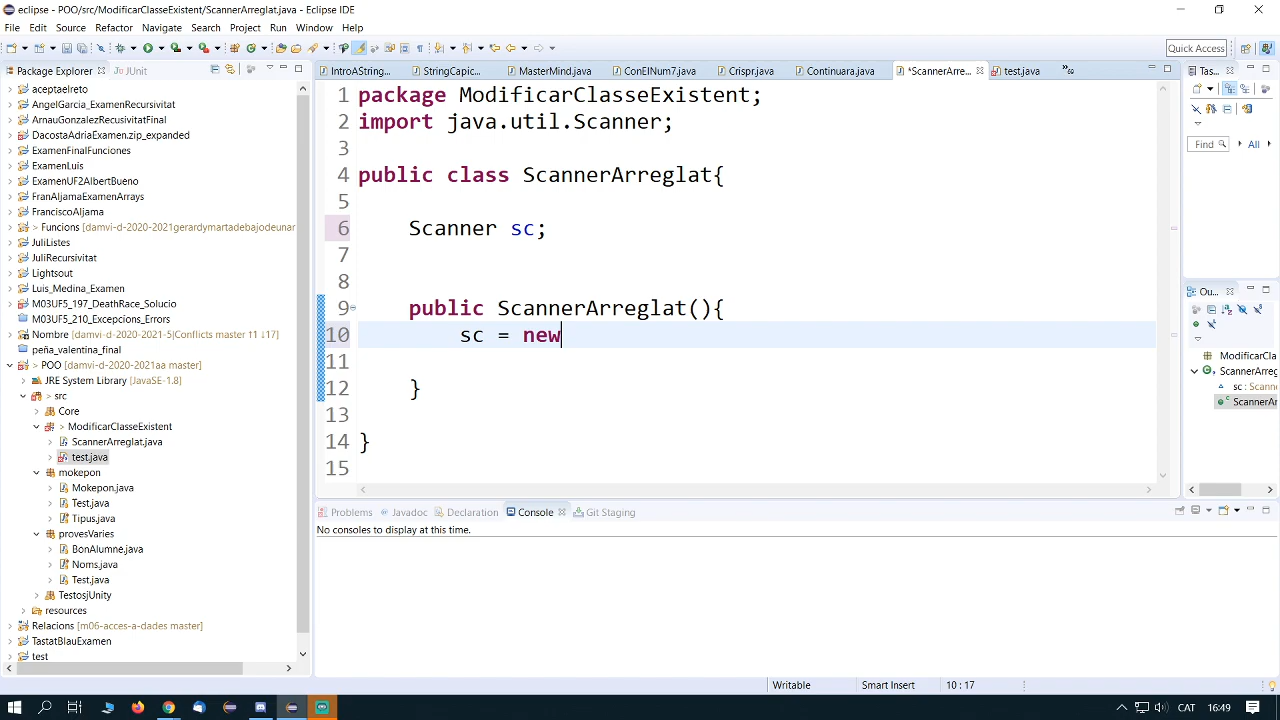 eclipse - POO/src/ModificarClasseExistent/ScannerArreglat.java - Eclipse IDE
File Edit Source Refactor Navigate Search Project Run Window Help
Quick Access
Package Explorer JUnit
IntroAString... StringCapic... MasterMind.java ConEINum7.java Crispr.java Continuara.java *ScannerArre... test.java Tas...
aceptaelreto
AngelGarcia_ExamenRecursivitat
ArnauGonzalezRecusivitatFinal
DacostaAdriaExamen.zip_expanded
ExamenFinalFunciones
ExamenLuis
ExamenUF2AlbertBueno
FranAljamaExamenArrays
FranciscoAljama
> Funcions [damvi-d-2020-2021gerardymartadebajodeunar
JuliListes
JuliRecursivitat
Lightsout
Luis_Medina_Examen
M03UF5_197_DeathRace_Solucio
M03UF5_210_Excepcions_Errors
> Nombre [damvi-d-2020-2021-5|Conflicts master ↑1 ↓17]
peña_valentina_final
> POO [damvi-d-2020-2021aa master]
JRE System Library [JavaSE-1.8]
> src
Core
> ModificarClasseExistent
ScannerArreglat.java
test.java
mokepon
Mokepon.java
Test.java
Tipus.java
provesVaries
BonAlumne.java
Noms.java
Test.java
TestosjUnity
resources
Relacions [m06-acces-a-dades master]
TastatBlauExamen
test
1 package ModificarClasseExistent;
2 import java.util.Scanner;
3
4 public class ScannerArreglat{
5
6 Scanner sc;
7
8
9 public ScannerArreglat(){
10 sc = new
11
12 }
13
14 }
15
Find All
Ou...
ModificarCla
ScannerArreg
sc : Scanne
ScannerAr
Problems Javadoc Declaration Console Git Staging
No consoles to display at this time.
Writable Smart Insert 10 : 17
CAT 16:49